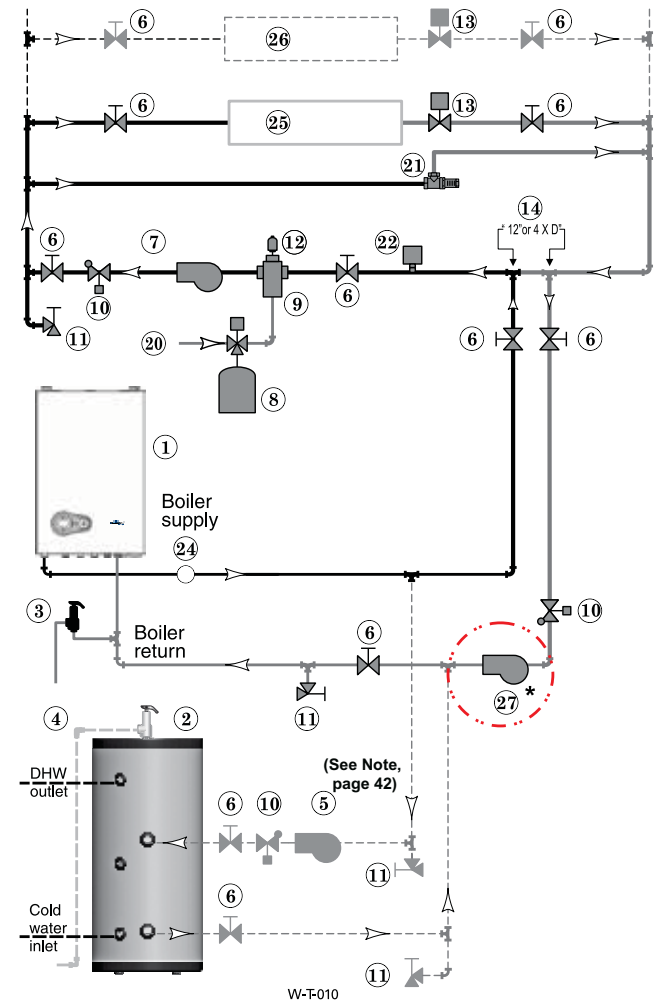 6
26
13
6
6
25
13
6
21
14
" 12"or 4 X D"
6
7
12
22
10
9
6
6
6
11
20
8
1
Boiler
supply
24
3
Boiler
return
6
10
27 *
11
4
2
(See Note,
page 42)
DHW
outlet
6
10
5
11
6
Cold
water
inlet
11
W-T-010